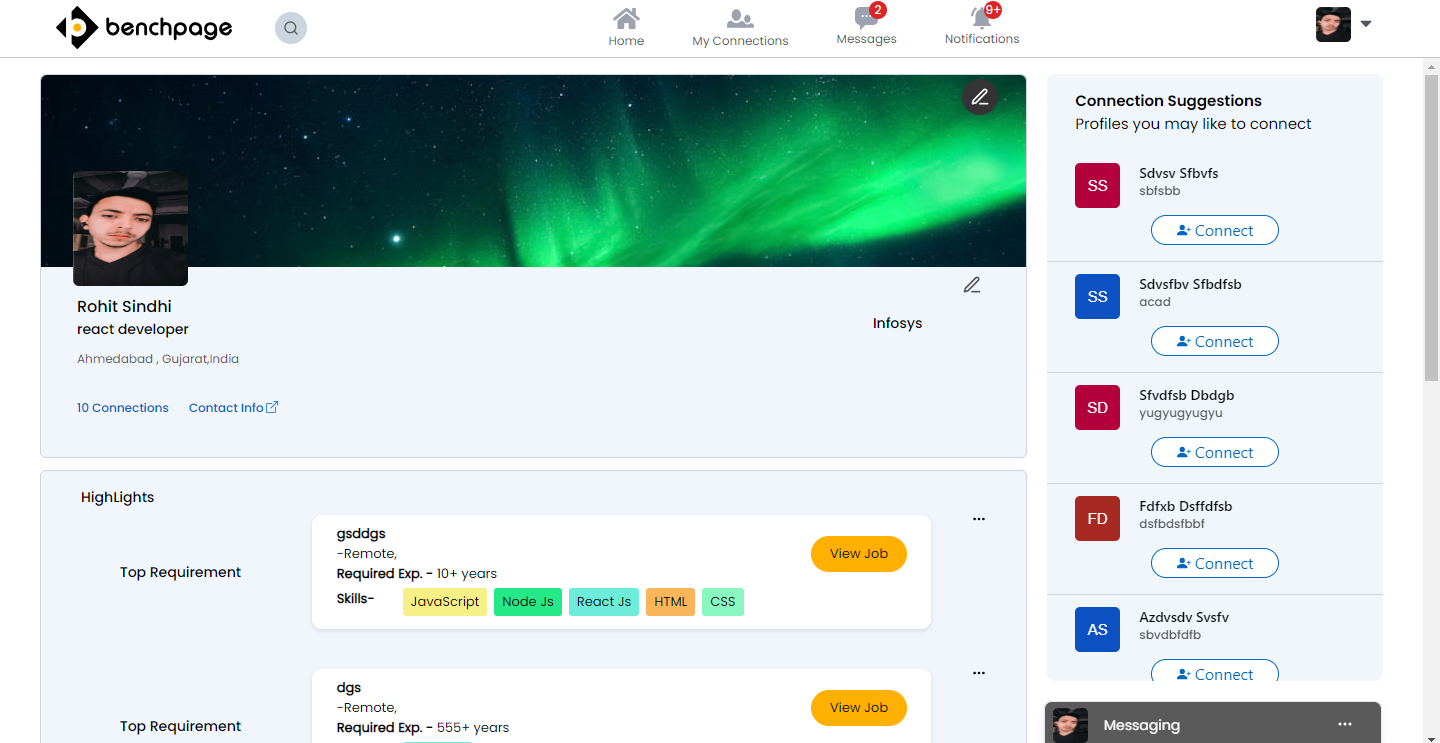 benchpage
Home
My Connections
2
Messages
9+
Notifications
Rohit Sindhi
react developer
Ahmedabad , Gujarat,India
10 Connections
Contact Info
Infosys
HighLights
Top Requirement
gsddgs
-Remote,
Required Exp. - 10+ years
Skills- JavaScript Node Js React Js HTML CSS
View Job
Top Requirement
dgs
-Remote,
Required Exp. - 555+ years
View Job
Connection Suggestions
Profiles you may like to connect
SS
Sdvsv Sfbvfs
sbfsbb
Connect
SS
Sdvsfbv Sfbdfsb
acad
Connect
SD
Sfvdfsb Dbdgb
yugyugyugyu
Connect
FD
Fdfxb Dsffdfsb
dsfbdsfbbf
Connect
AS
Azdvsdv Svsfv
sbvdbfdfb
Connect
Messaging